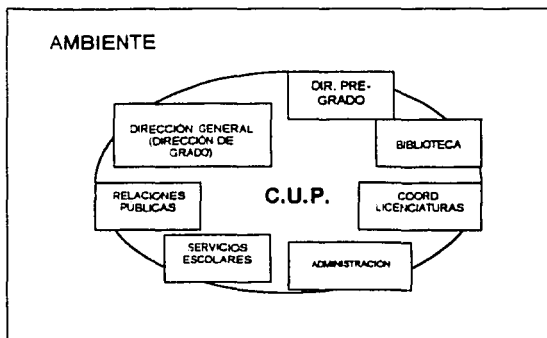 AMBIENTE
DIR. PRE-
GRADO
DIRECCIÓN GENERAL
(DIRECCIÓN DE
GRADO)
BIBLIOTECA
RELACIONES
PUBLICAS
C.U.P.
COORD
LICENCIATURAS
SERVICIOS
ESCOLARES
ADMINISTRACIÓN